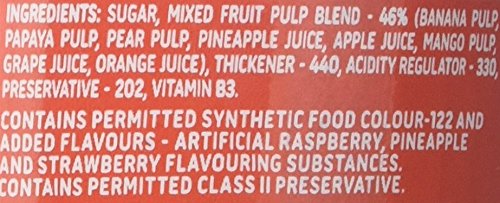 INGREDIENTS: SUGAR, MIXED FRUIT PULP BLEND - 46% (BANANA PULP,
PAPAYA PULP, PEAR PULP, PINEAPPLE JUICE, APPLE JUICE, MANGO PULP
GRAPE JUICE, ORANGE JUICE), THICKENER - 440, ACIDITY REGULATOR - 330,
PRESERVATIVE - 202, VITAMIN B3.
CONTAINS PERMITTED SYNTHETIC FOOD COLOUR-122 AND
ADDED FLAVOURS - ARTIFICIAL RASPBERRY, PINEAPPLE
AND STRAWBERRY FLAVOURING SUBSTANCES.
CONTAINS PERMITTED CLASS II PRESERVATIVE.